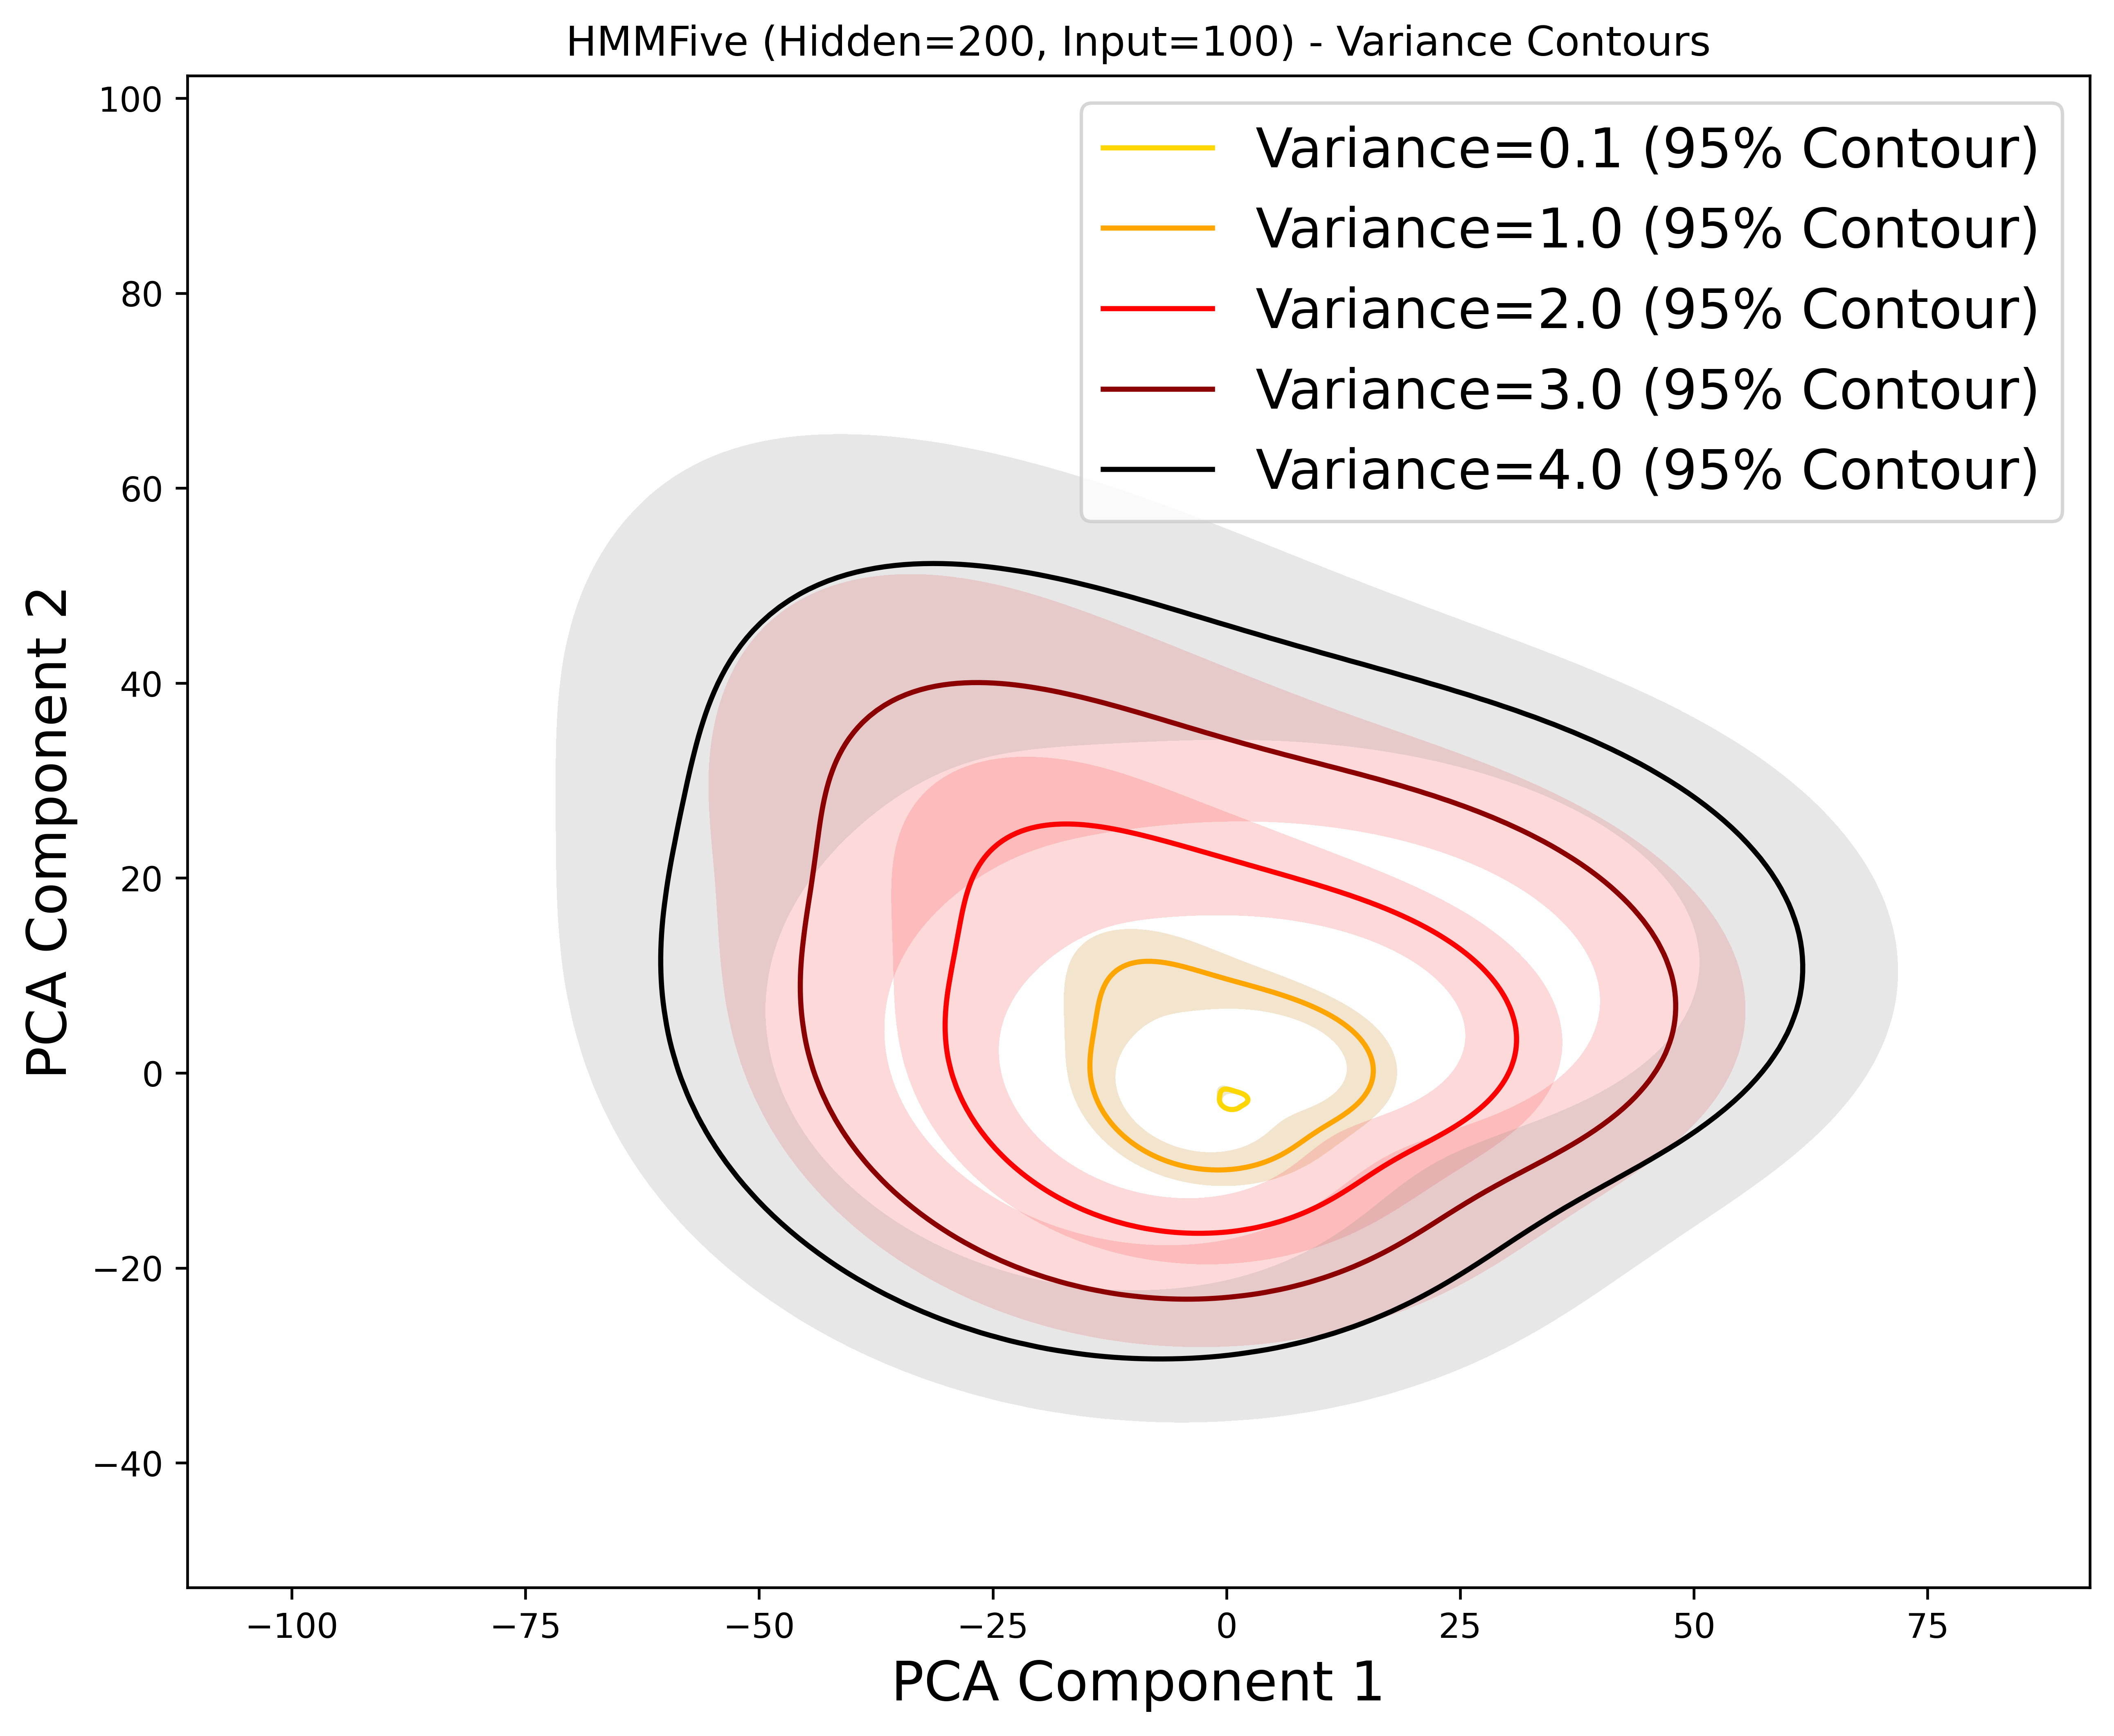 HMMFive (Hidden=200, Input=100) - Variance Contours
Variance=0.1 (95% Contour)
Variance=1.0 (95% Contour)
Variance=2.0 (95% Contour)
Variance=3.0 (95% Contour)
Variance=4.0 (95% Contour)
100
80
60
40
20
0
−20
−40
PCA Component 2
−100 −75 −50 −25 0 25 50 75
PCA Component 1